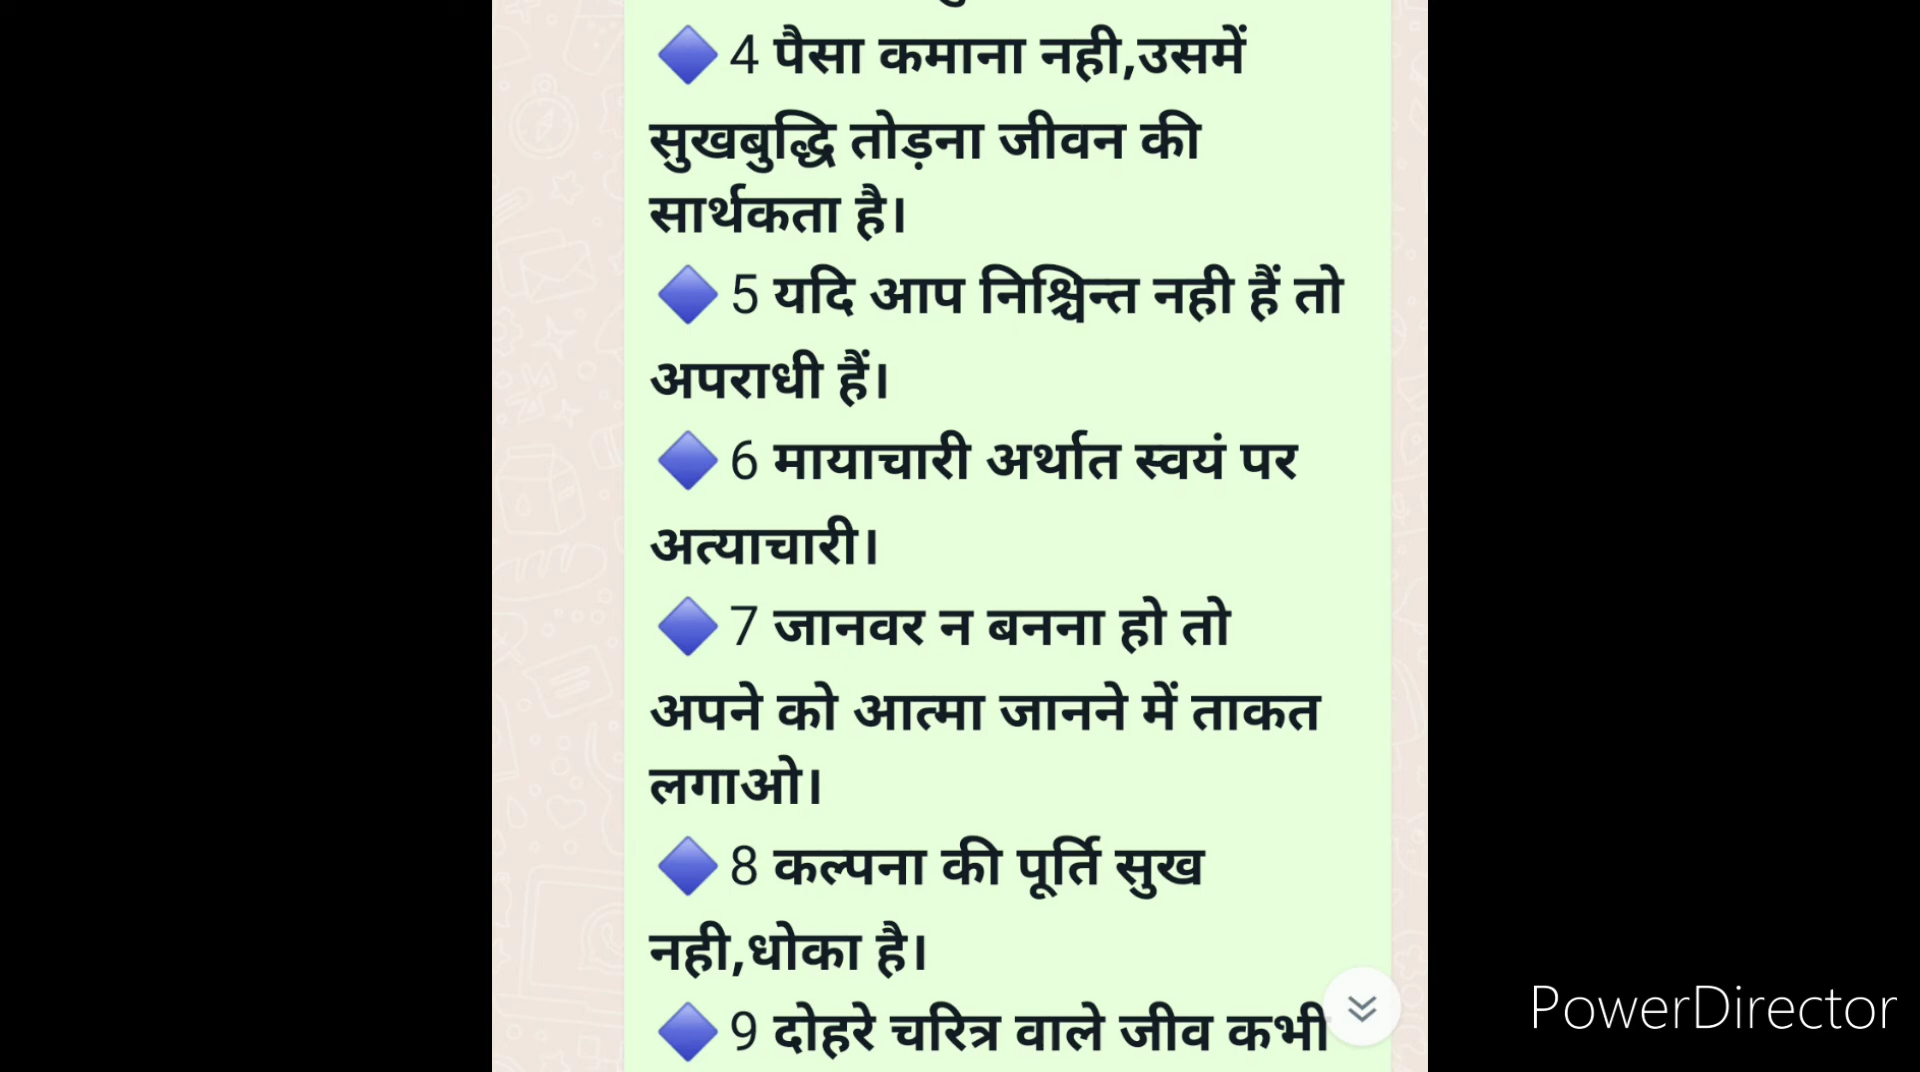 🔷 4 पैसा कमाना नही,उसमें
सुखबुद्धि तोड़ना जीवन की
सार्थकता है।
🔷 5 यदि आप निश्चिन्त नही हैं तो
अपराधी हैं।
🔷 6 मायाचारी अर्थात स्वयं पर
अत्याचारी।
🔷 7 जानवर न बनना हो तो
अपने को आत्मा जानने में ताकत
लगाओ।
🔷 8 कल्पना की पूर्ति सुख
नही,धोका है।
🔷 9 दोहरे चरित्र वाले जीव कभी
PowerDirector